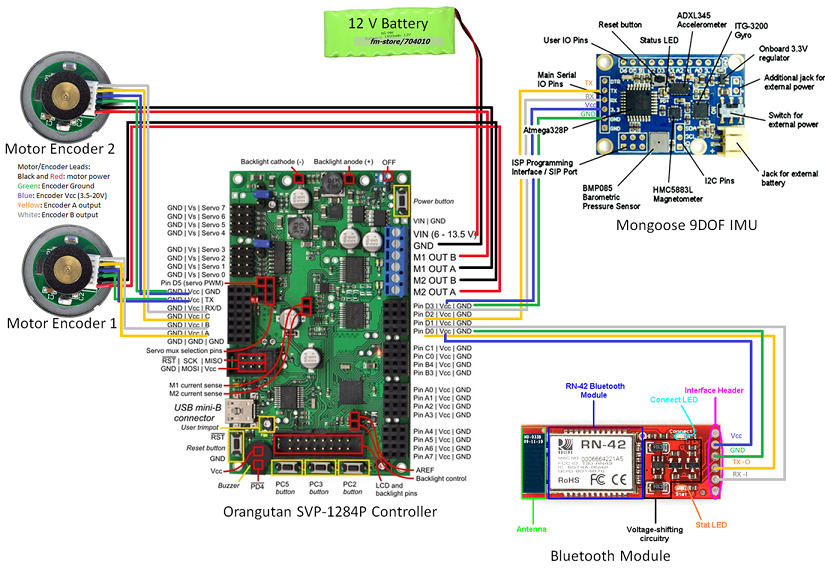 12 V Battery
fm-store/704010
Motor Encoder 2
Motor/Encoder Leads:
Black and Red: motor power
Green: Encoder Ground
Blue: Encoder Vcc (3.5-20V)
Yellow: Encoder A output
White: Encoder B output
Motor Encoder 1
Reset button
User IO Pins
Status LED
ADXL345
Accelerometer
ITG-3200
Gyro
Onboard 3.3V
regulator
Main Serial
IO Pins
TX
RX
Vcc
GND
Additional jack for
external power
Switch for
external power
Atmega328P
ISP Programming
Interface / SIP Port
BMP085
Barometric
Pressure Sensor
HMC5883L
Magnetometer
I2C Pins
Jack for external
battery
Mongoose 9DOF IMU
Backlight cathode (-)
Backlight anode (+)
OFF
Power button
GND | Vs | Servo 7
GND | Vs | Servo 6
GND | Vs | Servo 5
GND | Vs | Servo 4
GND | Vs | Servo 3
GND | Vs | Servo 2
GND | Vs | Servo 1
GND | Vs | Servo 0
Pin D5 (servo PWM)
GND | Vcc | GND
GND | Vcc | TX
GND | Vcc | RX/D
GND | Vcc | C
GND | Vcc | B
GND | Vcc | A
GND | GND | GND
Servo mux selection pins
RST | SCK | MISO
GND | MOSI | Vcc
M1 current sense
M2 current sense
USB mini-B
connector
User trimpot
RST
Reset button
GND
Vcc
Buzzer
PD4
PC5
button
PC3
button
PC2
button
LCD and
backlight pins
AREF
Backlight control
VIN | GND
VIN (6 - 13.5 V)
GND
M1 OUT B
M1 OUT A
M2 OUT B
M2 OUT A
Pin D3 | Vcc | GND
Pin D2 | Vcc | GND
Pin D1 | Vcc | GND
Pin D0 | Vcc | GND
Pin C1 | Vcc | GND
Pin C0 | Vcc | GND
Pin B4 | Vcc | GND
Pin B3 | Vcc | GND
Pin A0 | Vcc | GND
Pin A1 | Vcc | GND
Pin A2 | Vcc | GND
Pin A3 | Vcc | GND
Pin A4 | Vcc | GND
Pin A5 | Vcc | GND
Pin A6 | Vcc | GND
Pin A7 | Vcc | GND
Orangutan SVP-1284P Controller
RN-42 Bluetooth
Module
Interface Header
Connect LED
Connect
RN-42
RoHS
FC CE
Vcc
GND
TX -O
RX -I
Stat
Stat LED
Antenna
Voltage-shifting
circuitry
Bluetooth Module